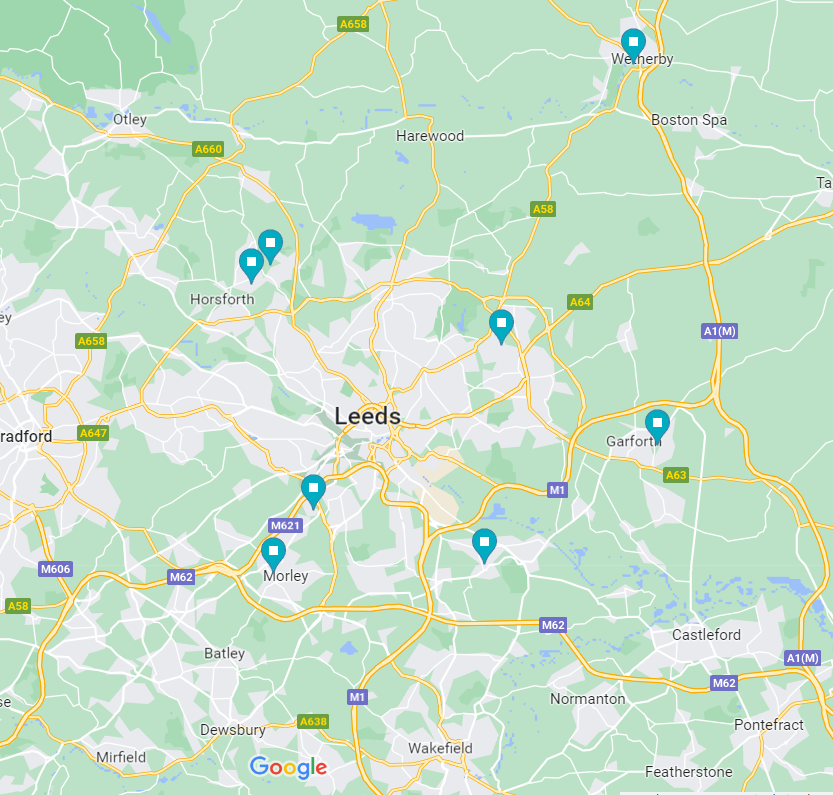 A658
Wetherby
Otley
Boston Spa
Harewood
A660
Ta
A58
Horsforth
A64
ey
A1(M)
A658
Leeds
radford
A647
Garforth
A63
M1
M621
M606
M62
Morley
A58
M62
Castleford
Batley
A1(M)
M62
se
M1
Normanton
A638
Dewsbury
Pontefract
Wakefield
Mirfield
Google
Featherstone